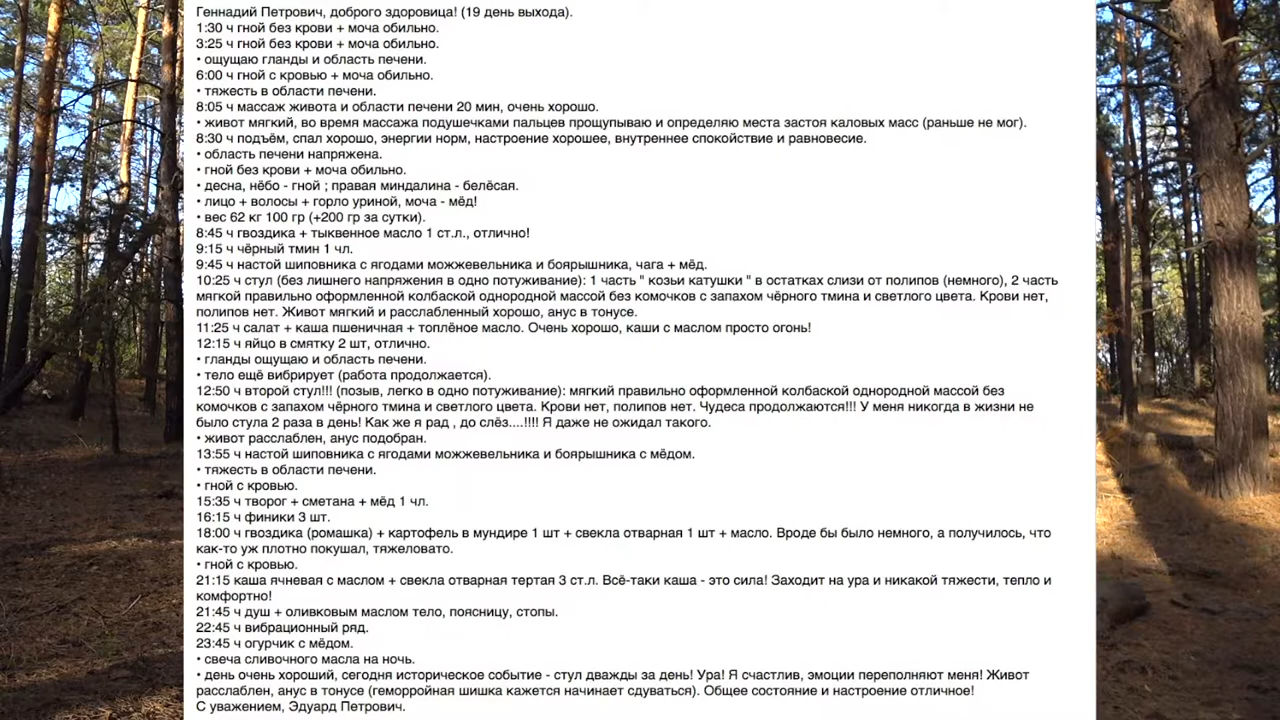 Геннадий Петрович, доброго здоровица! (19 день выхода).
1:30 ч гной без крови + моча обильно.
3:25 ч гной без крови + моча обильно.
• ощущаю гланды и область печени.
6:00 ч гной с кровью + моча обильно.
• тяжесть в области печени.
8:05 ч массаж живота и области печени 20 мин, очень хорошо.
• живот мягкий, во время массажа подушечками пальцев прощупываю и определяю места застоя каловых масс (раньше не мог).
8:30 ч подъём, спал хорошо, энергии норм, настроение хорошее, внутреннее спокойствие и равновесие.
• область печени напряжена.
• гной без крови + моча обильно.
• десна, нёбо - гной ; правая миндалина - белёсая.
• лицо + волосы + горло уриной, моча - мёд!
• вес 62 кг 100 гр (+200 гр за сутки).
8:45 ч гвоздика + тыквенное масло 1 ст.л., отлично!
9:15 ч чёрный тмин 1 чл.
9:45 ч настой шиповника с ягодами можжевельника и боярышника, чага + мёд.
10:25 ч стул (без лишнего напряжения в одно потуживание): 1 часть " козьи катушки " в остатках слизи от полипов (немного), 2 часть
мягкой правильно оформленной колбаской однородной массой без комочков с запахом чёрного тмина и светлого цвета. Крови нет,
полипов нет. Живот мягкий и расслабленный хорошо, анус в тонусе.
11:25 ч салат + каша пшеничная + топлёное масло. Очень хорошо, каши с маслом просто огонь!
12:15 ч яйцо в смятку 2 шт, отлично.
• гланды ощущаю и область печени.
• тело ещё вибрирует (работа продолжается).
12:50 ч второй стул!!! (позыв, легко в одно потуживание): мягкий правильно оформленной колбаской однородной массой без
комочков с запахом чёрного тмина и светлого цвета. Крови нет, полипов нет. Чудеса продолжаются!!! У меня никогда в жизни не
было стула 2 раза в день! Как же я рад , до слёз....!!!! Я даже не ожидал такого.
• живот расслаблен, анус подобран.
13:55 ч настой шиповника с ягодами можжевельника и боярышника с мёдом.
• тяжесть в области печени.
• гной с кровью.
15:35 ч творог + сметана + мёд 1 чл.
16:15 ч финики 3 шт.
18:00 ч гвоздика (ромашка) + картофель в мундире 1 шт + свекла отварная 1 шт + масло. Вроде бы было немного, а получилось, что
как-то уж плотно покушал, тяжеловато.
• гной с кровью.
21:15 каша ячневая с маслом + свекла отварная тертая 3 ст.л. Всё-таки каша - это сила! Заходит на ура и никакой тяжести, тепло и
комфортно!
21:45 ч душ + оливковым маслом тело, поясницу, стопы.
22:45 ч вибрационный ряд.
23:45 ч огурчик с мёдом.
• свеча сливочного масла на ночь.
• день очень хороший, сегодня историческое событие - стул дважды за день! Ура! Я счастлив, эмоции переполняют меня! Живот
расслаблен, анус в тонусе (геморройная шишка кажется начинает сдуваться). Общее состояние и настроение отличное!
С уважением, Эдуард Петрович.